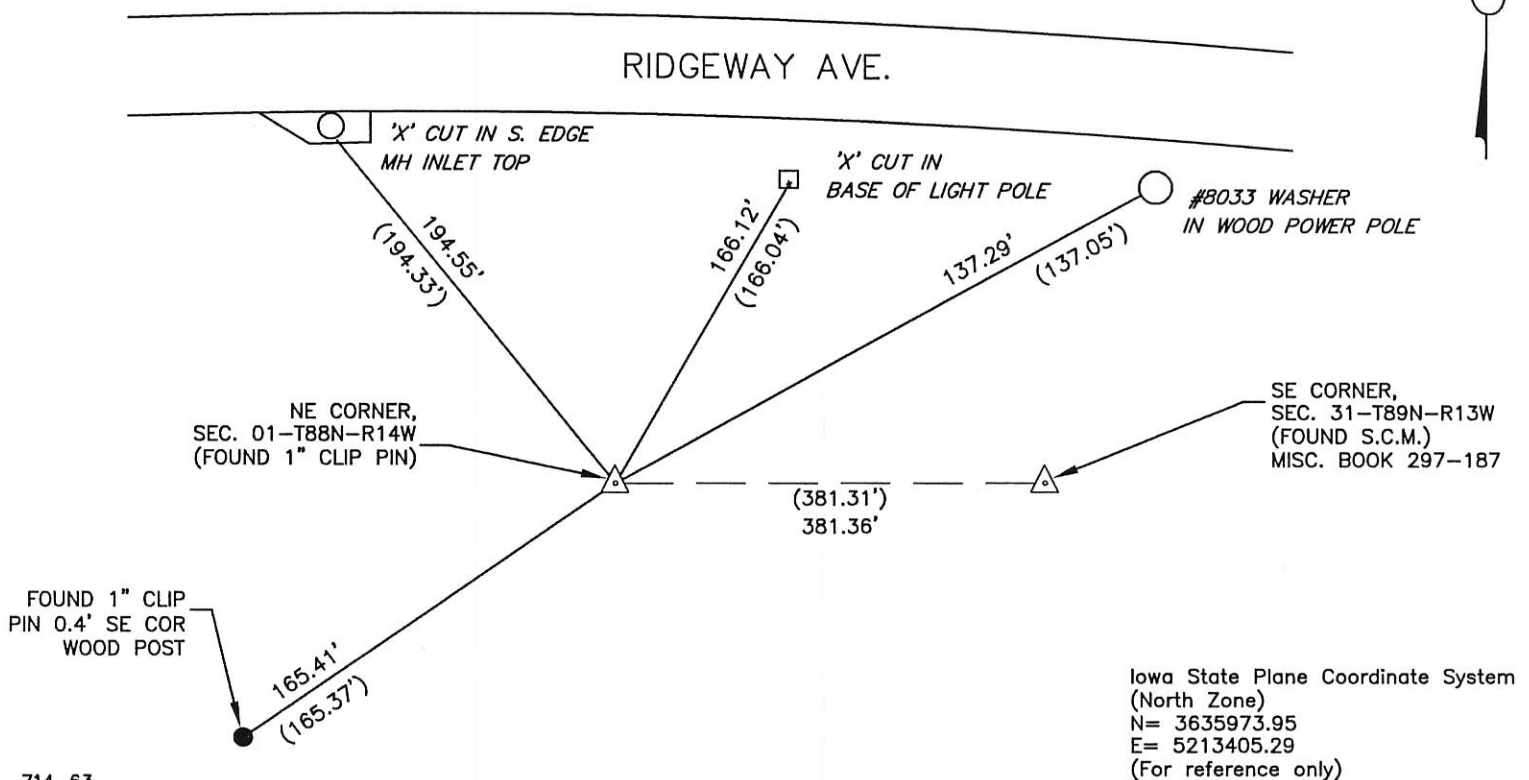 RIDGEWAY AVE.
'X' CUT IN S. EDGE
MH INLET TOP
'X' CUT IN
BASE OF LIGHT POLE
#8033 WASHER
IN WOOD POWER POLE
194.55'
(194.33')
166.12'
(166.04')
137.29'
(137.05')
NE CORNER,
SEC. 01-T88N-R14W
(FOUND 1" CLIP PIN)
SE CORNER,
SEC. 31-T89N-R13W
(FOUND S.C.M.)
MISC. BOOK 297-187
(381.31')
381.36'
FOUND 1" CLIP
PIN 0.4' SE COR
WOOD POST
165.41'
(165.37')
Iowa State Plane Coordinate System
(North Zone)
N= 3635973.95
E= 5213405.29
(For reference only)